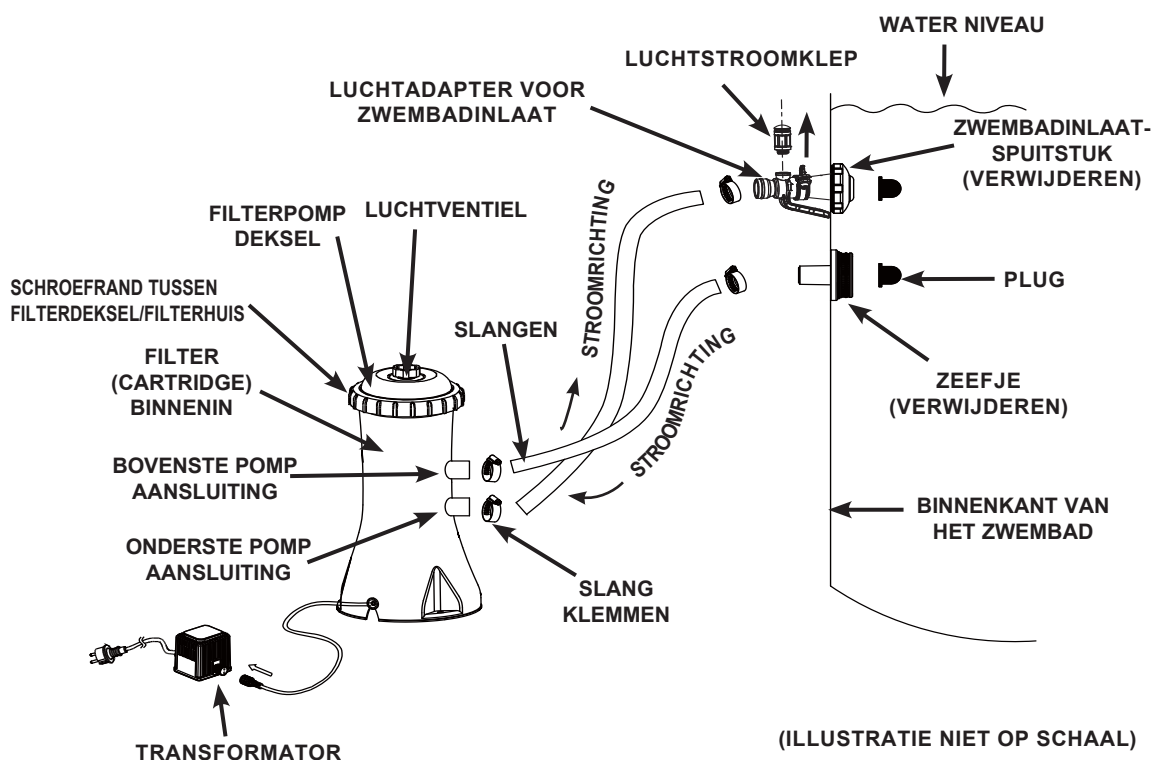 WATER NIVEAU
LUCHTSTROOMKLEP
LUCHTADAPTER VOOR
ZWEMBADINLAAT
ZWEMBADINLAAT-
SPUITSTUK
(VERWIJDEREN)
FILTERPOMP
DEKSEL
LUCHTVENTIEL
STROOMRICHTING
PLUG
SCHROEFRAND TUSSEN
FILTERDEKSEL/FILTERHUIS
SLANGEN
STROOMRICHTING
FILTER
(CARTRIDGE)
BINNENIN
ZEEFJE
(VERWIJDEREN)
BOVENSTE POMP
AANSLUITING
BINNENKANT VAN
HET ZWEMBAD
ONDERSTE POMP
AANSLUITING
SLANG
KLEMMEN
TRANSFORMATOR
(ILLUSTRATIE NIET OP SCHAAL)